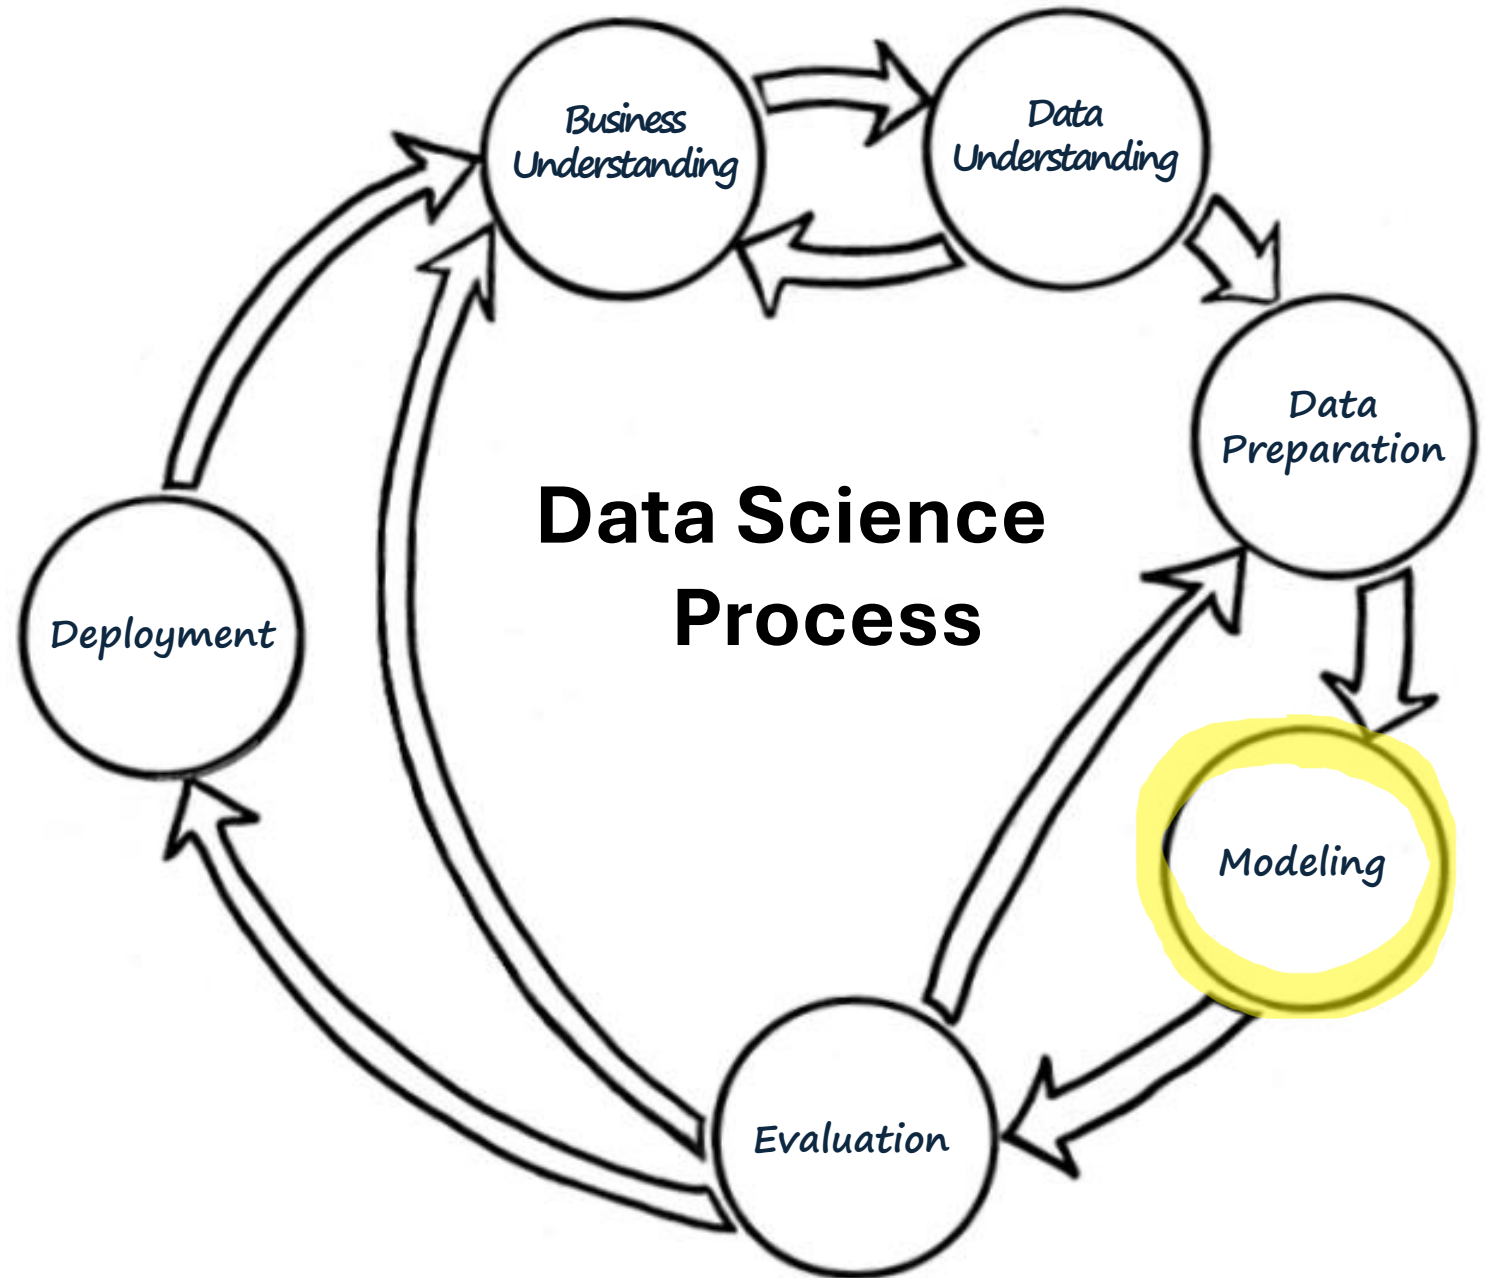 Business
Understanding
Data
Understanding
Data
Preparation
Data Science
Process
Deployment
Modeling
Evaluation